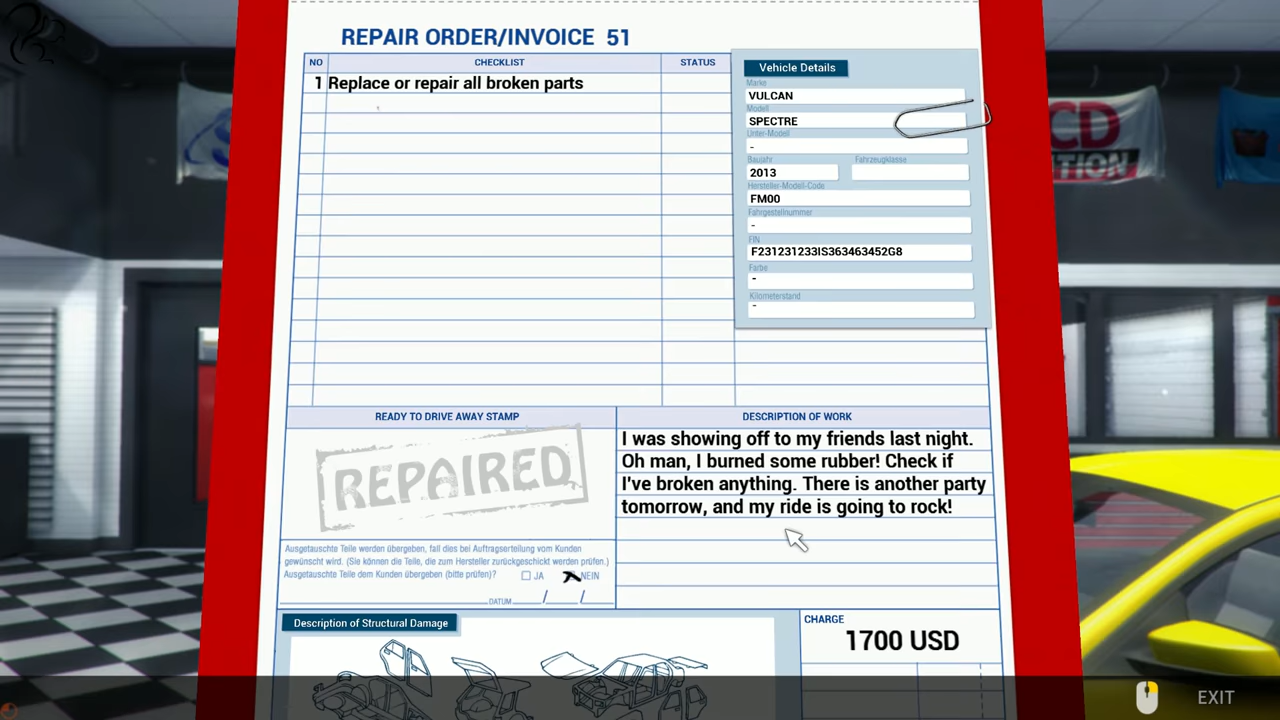 REPAIR ORDER/INVOICE 51
NO CHECKLIST STATUS
1 Replace or repair all broken parts
Vehicle Details
Marke
VULCAN
Modell
SPECTRE
Unter-Modell
-
Baujahr Fahrzeugklasse
2013
Hersteller-Modell-Code
FM00
Fahrgestellnummer
-
FIN
F231231233IS363463452G8
Farbe
-
Kilometerstand
-
CD
TION
READY TO DRIVE AWAY STAMP
REPAIRED
Ausgetauschte Teile werden übergeben, fall dies bei Auftragserteilung vom Kunden
gewünscht wird. (Sie können die Teile, die zum Hersteller zurückgeschickt werden prüfen.)
Ausgetauschte Teile dem Kunden übergeben (bitte prüfen)? JA NEIN
DATUM / /
DESCRIPTION OF WORK
I was showing off to my friends last night.
Oh man, I burned some rubber! Check if
I've broken anything. There is another party
tomorrow, and my ride is going to rock!
Description of Structural Damage
CHARGE
1700 USD
EXIT